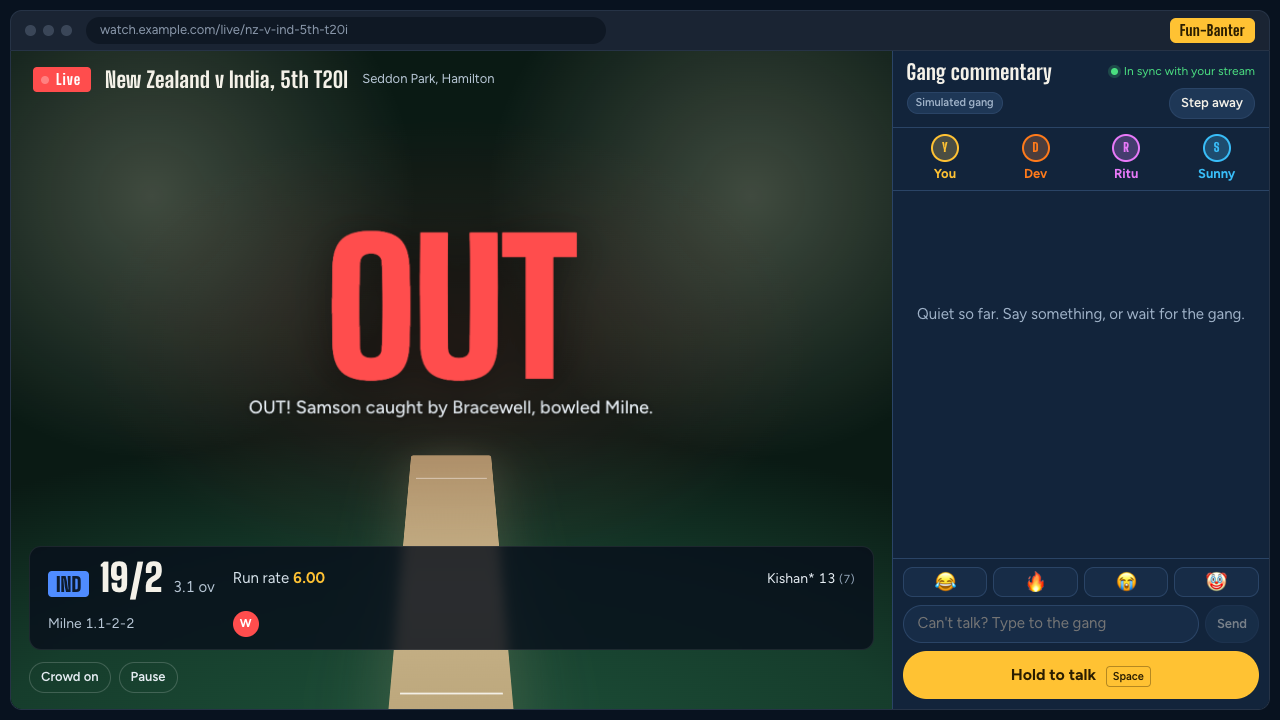 watch.example.com/live/nz-v-ind-5th-t20i
Fun-Banter
Live
New Zealand v India, 5th T20I
Seddon Park, Hamilton
OUT
OUT! Samson caught by Bracewell, bowled Milne.
IND
19/2
3.1 ov
Run rate 6.00
Kishan* 13 (7)
Milne 1.1-2-2
W
Crowd on
Pause
Gang commentary
In sync with your stream
Simulated gang
Step away
Y
D
R
S
You
Dev
Ritu
Sunny
Quiet so far. Say something, or wait for the gang.
Can't talk? Type to the gang
Send
Hold to talk
Space